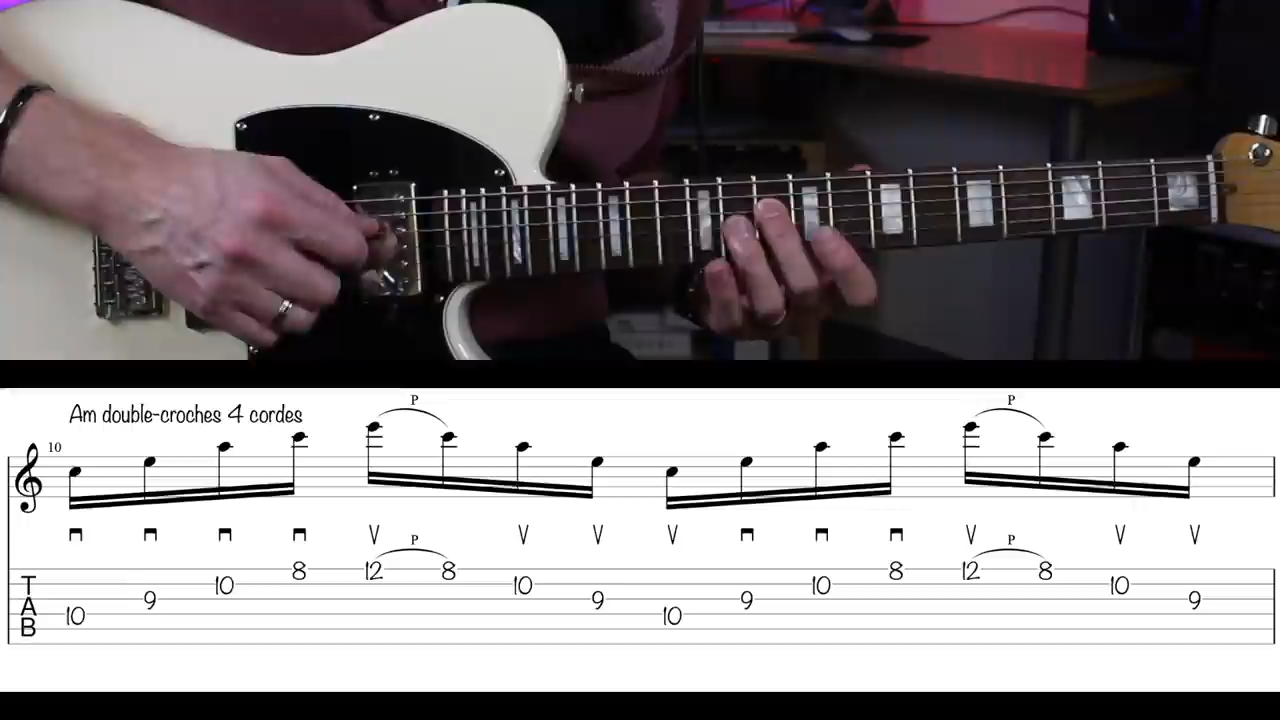 Am double-croches 4 cordes
P P
10
P P
12 8 12 8
8 8
T 10 10 10 10
A 9 9 9 9
B 10 10